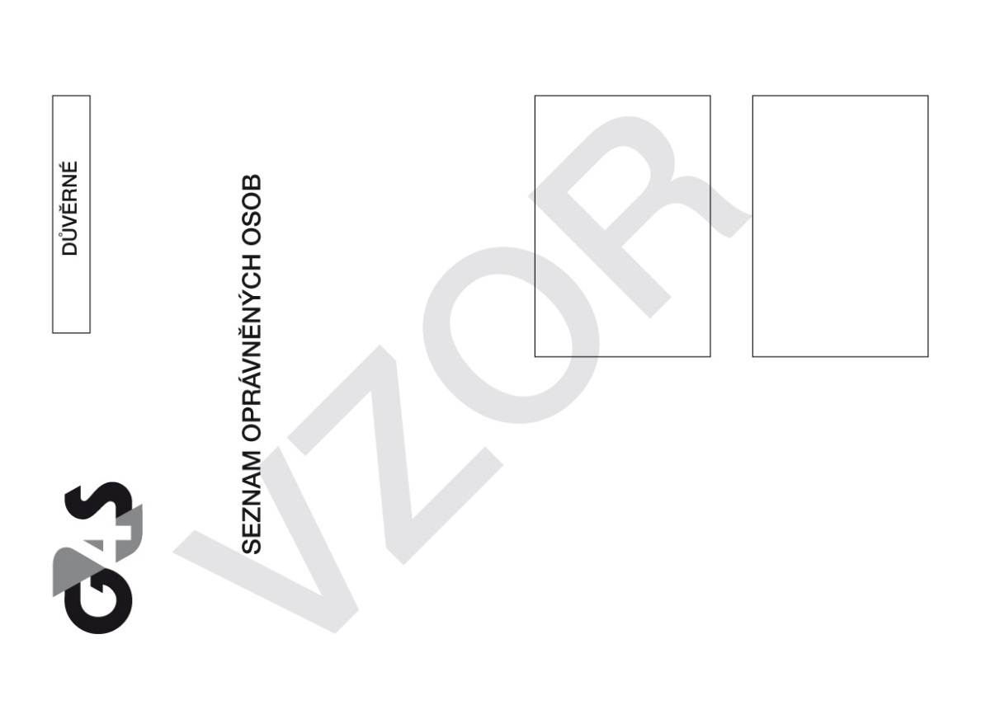 G4S
DŮVĚRNÉ
SEZNAM OPRÁVNĚNÝCH OSOB
VZOR